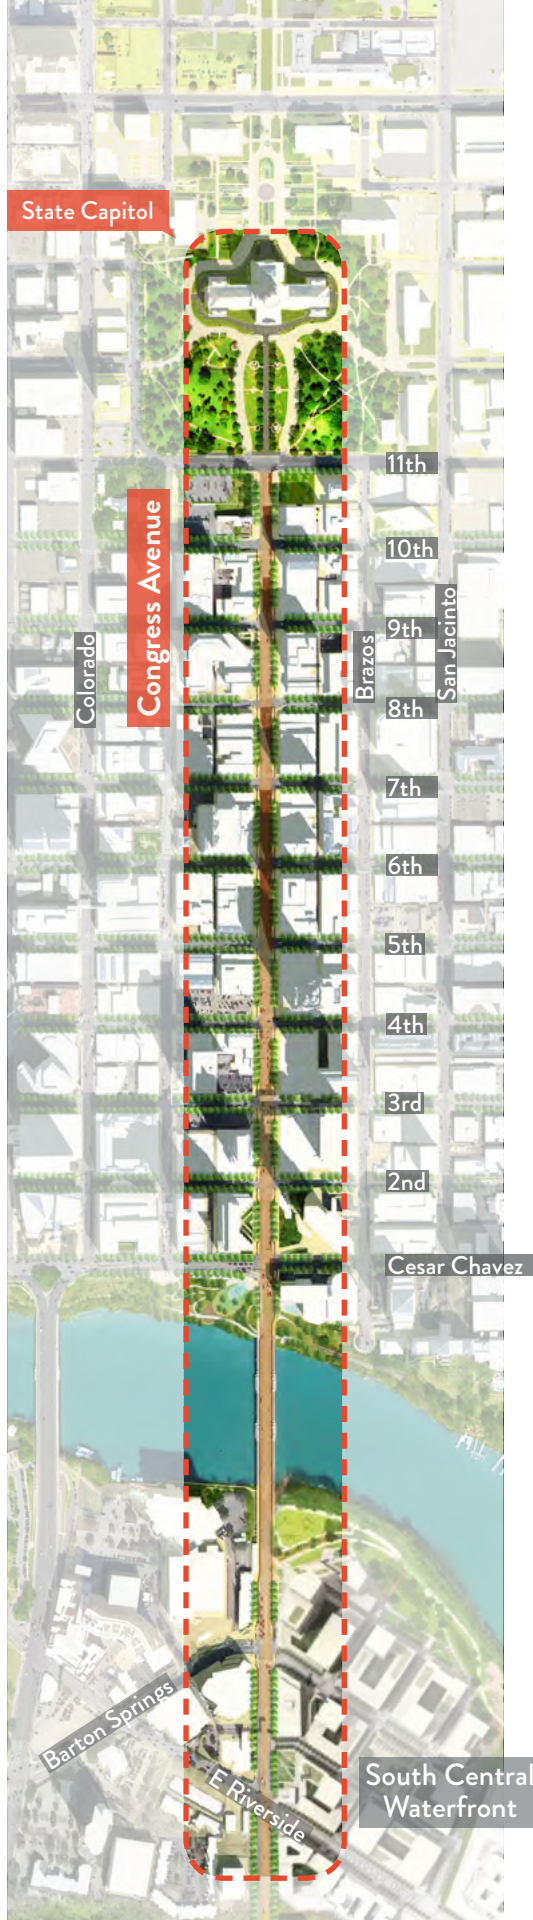 State Capitol
11th
Congress Avenue
10th
9th
San Jacinto
Colorado
Brazos
8th
7th
6th
5th
4th
3rd
2nd
Cesar Chavez
Barton Springs
South Central
Waterfront
E Riverside